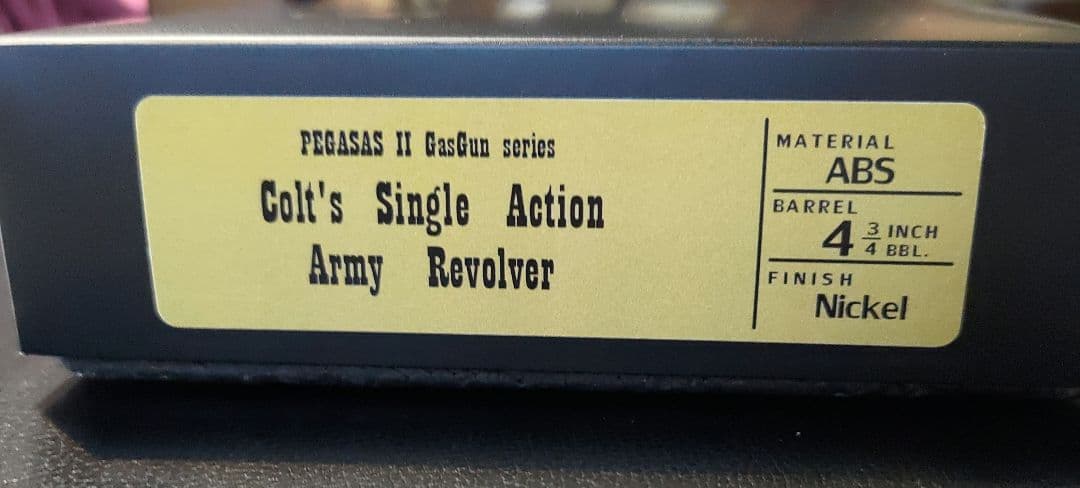 PEGASAS II GasGun series
Colt's Single Action
Army Revolver
MATERIAL
ABS
BARREL
4 3/4 INCH BBL.
FINISH
Nickel